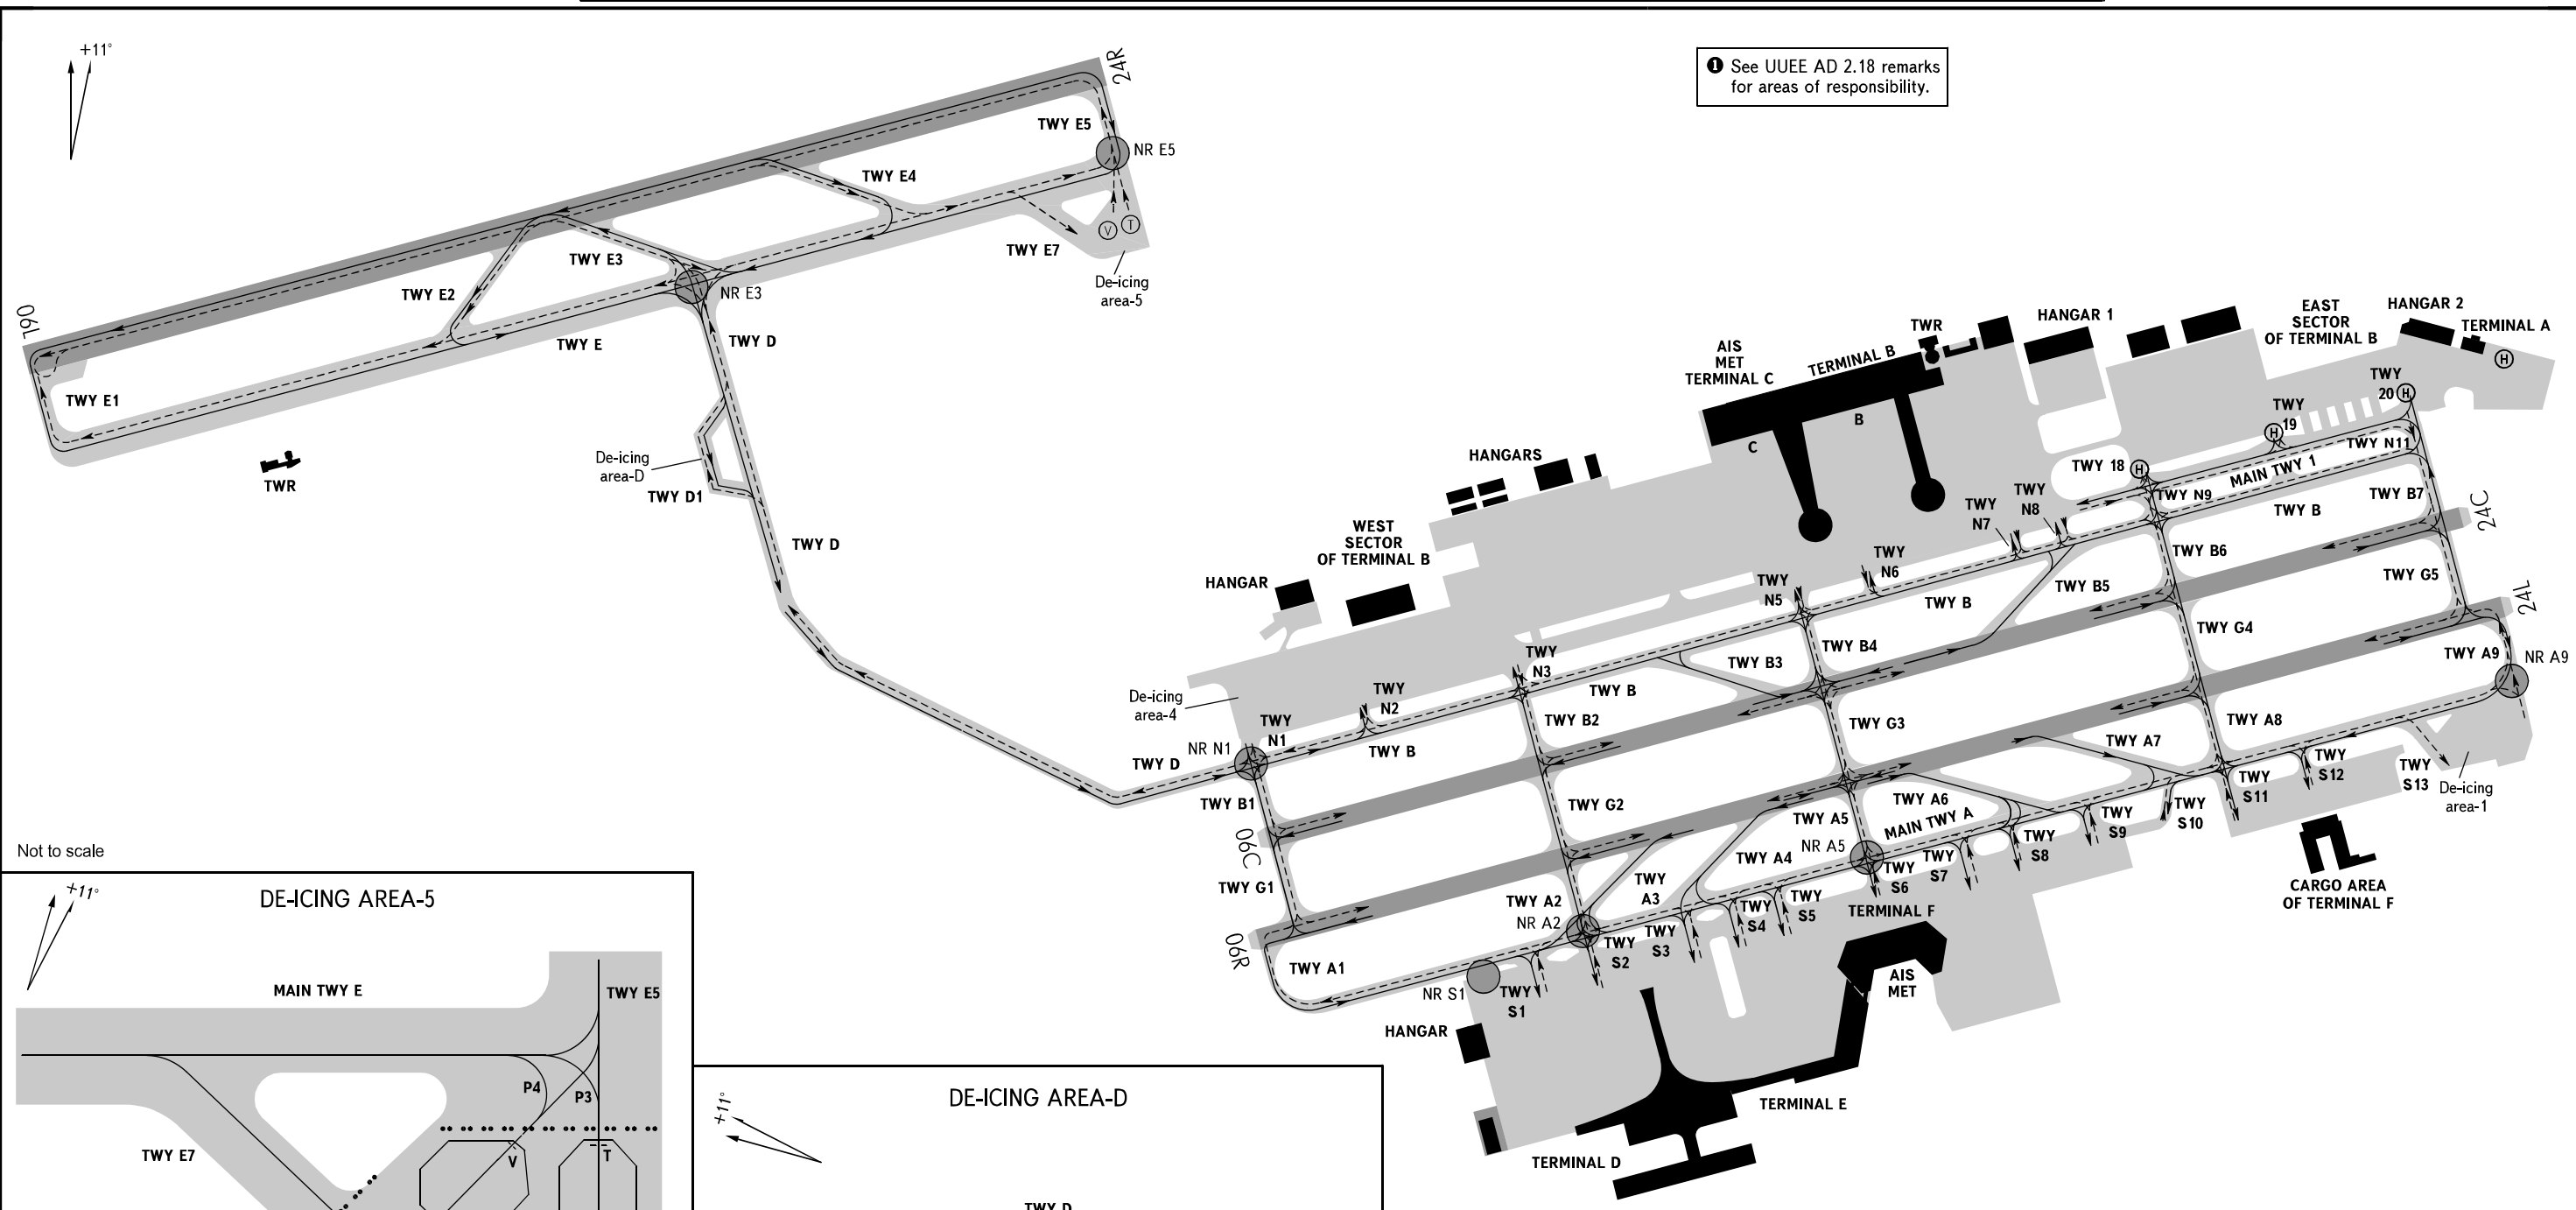 +11°
❶ See UUEE AD 2.18 remarks
for areas of responsibility.
24R
TWY E5
NR E5
TWY E4
V
T
TWY E7
De-icing
area-5
TWY E3
TWY E2
NR E3
06L
TWY E
TWY D
TWY E1
TWR
De-icing
area-D
TWY D1
TWY D
TWY D
AIS
MET
TERMINAL C
TERMINAL B
TWR
HANGAR 1
EAST
SECTOR
OF TERMINAL B
HANGAR 2
TERMINAL A
H
C
B
HANGARS
WEST
SECTOR
OF TERMINAL B
HANGAR
TWY
20
H
TWY
19
H
TWY N11
TWY 18
H
MAIN TWY 1
TWY N9
TWY B
TWY B7
24C
TWY
N7
TWY
N8
TWY
N6
TWY
N5
TWY B6
TWY B5
TWY B
TWY G5
24L
TWY B4
TWY G4
TWY
N3
TWY B3
TWY A9
NR A9
De-icing
area-4
TWY
N2
TWY B
TWY B2
TWY G3
TWY A8
NR N1
TWY
N1
TWY B
TWY A7
TWY B1
TWY G2
TWY A6
TWY A5
MAIN TWY A
NR A5
TWY
S13
De-icing
area-1
TWY
S12
TWY
S11
TWY
S10
TWY
S9
TWY
S8
TWY
S7
TWY
S6
06C
TWY G1
TWY A4
TWY
A3
TWY A2
NR A2
TWY
S5
TWY
S4
TWY
S3
TWY
S2
TERMINAL F
CARGO AREA
OF TERMINAL F
06R
TWY A1
NR S1
TWY
S1
HANGAR
AIS
MET
TERMINAL E
TERMINAL D
Not to scale
+11°
DE-ICING AREA-5
MAIN TWY E
TWY E5
P4
P3
TWY E7
V
T
DE-ICING AREA-D
+11°
TWY D